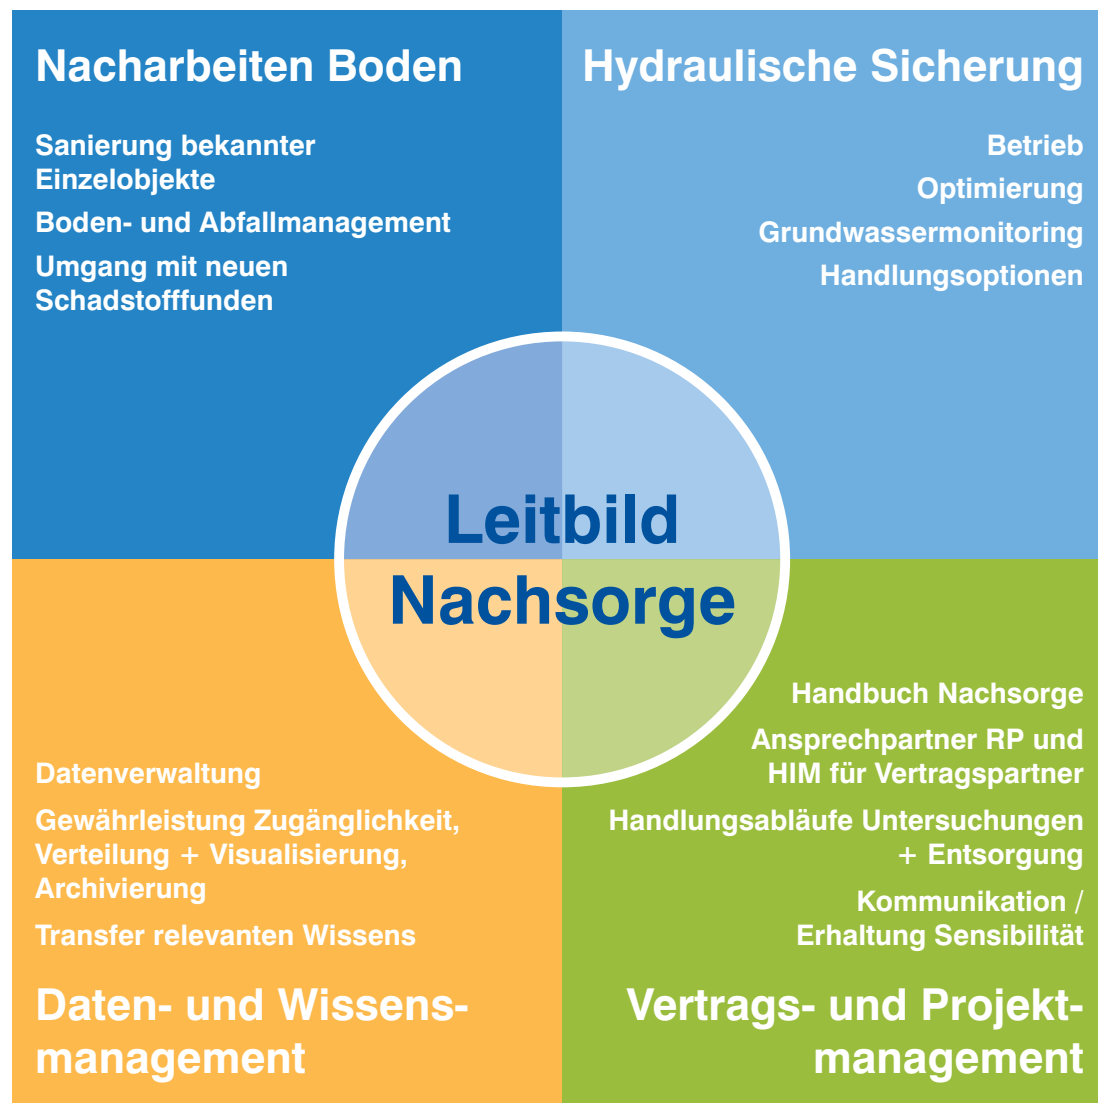 Nacharbeiten Boden
Sanierung bekannter
Einzelobjekte
Boden- und Abfallmanagement
Umgang mit neuen
Schadstofffunden
Hydraulische Sicherung
Betrieb
Optimierung
Grundwassermonitoring
Handlungsoptionen
Leitbild
Nachsorge
Datenverwaltung
Gewährleistung Zugänglichkeit,
Verteilung + Visualisierung,
Archivierung
Transfer relevanten Wissens
Daten- und Wissens-
management
Handbuch Nachsorge
Ansprechpartner RP und
HIM für Vertragspartner
Handlungsabläufe Untersuchungen
+ Entsorgung
Kommunikation /
Erhaltung Sensibilität
Vertrags- und Projekt-
management